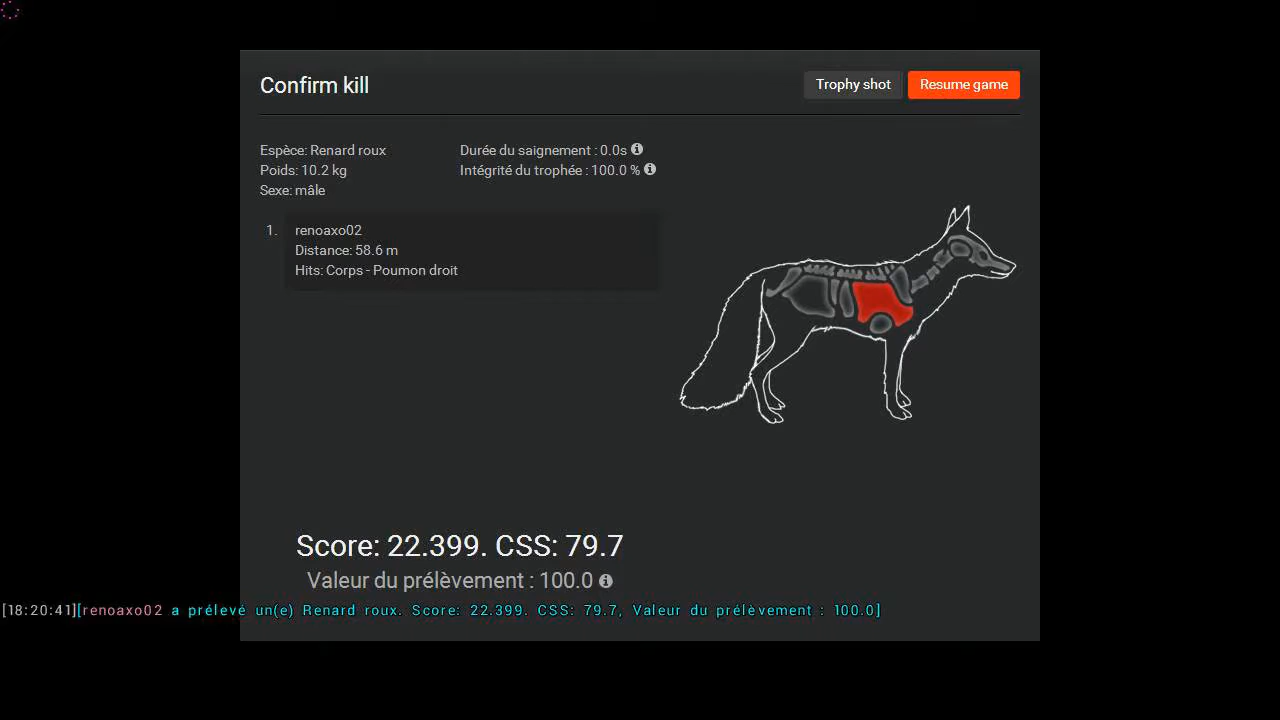 Confirm kill
Trophy shot
Resume game
Espèce: Renard roux
Poids: 10.2 kg
Sexe: mâle
Durée du saignement : 0.0s
Intégrité du trophée : 100.0 %
1. renoaxo02
Distance: 58.6 m
Hits: Corps - Poumon droit
Score: 22.399. CSS: 79.7
Valeur du prélèvement : 100.0
[18:20:41][renoaxo02 a prélevé un(e) Renard roux. Score: 22.399. CSS: 79.7, Valeur du prélèvement : 100.0]